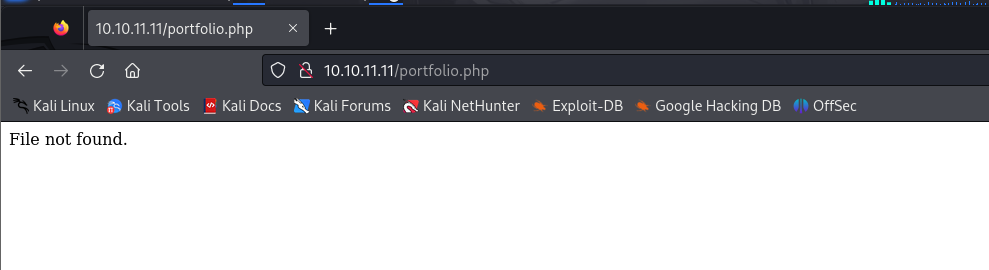 10.10.11.11/portfolio.php
10.10.11.11/portfolio.php
Kali Linux Kali Tools Kali Docs Kali Forums Kali NetHunter Exploit-DB Google Hacking DB OffSec
File not found.